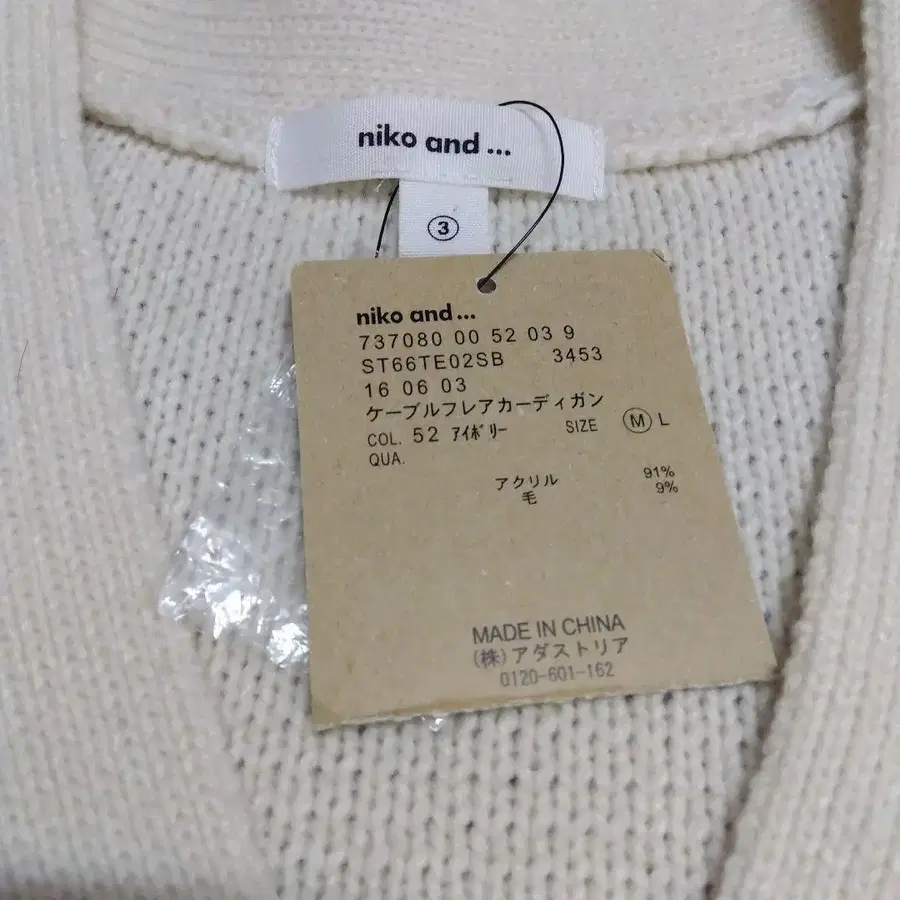 niko and ...
3
niko and ...
737080 00 52 03 9
ST66TE02SB 3453
16 06 03
ケーブルフレアカーディガン
COL. 52 アイボリー SIZE M L
QUA.
アクリル 91%
毛 9%
MADE IN CHINA
(株)アダストリア
0120-601-162